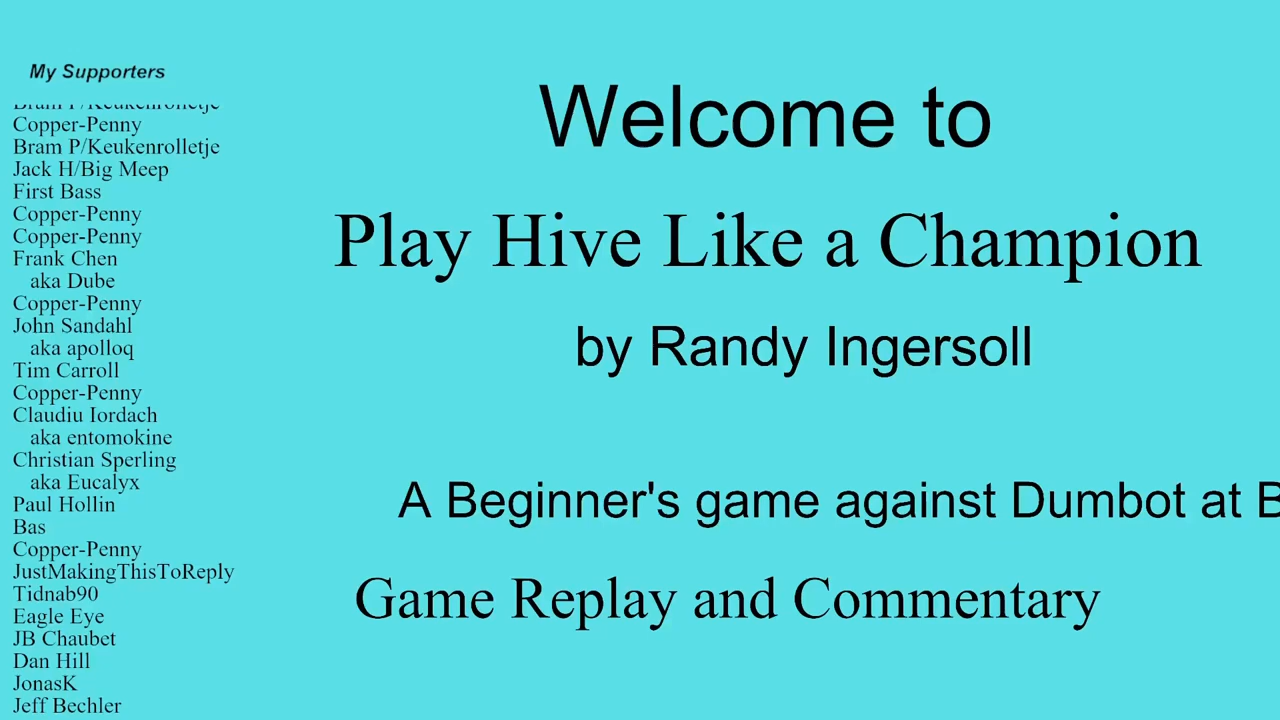 My Supporters
Bram P/Keukenrolletje
Copper-Penny
Bram P/Keukenrolletje
Jack H/Big Meep
First Bass
Copper-Penny
Copper-Penny
Frank Chen
aka Dube
Copper-Penny
John Sandahl
aka apolloq
Tim Carroll
Copper-Penny
Claudiu Iordach
aka entomokine
Christian Sperling
aka Eucalyx
Paul Hollin
Bas
Copper-Penny
JustMakingThisToReply
Tidnab90
Eagle Eye
JB Chaubet
Dan Hill
JonasK
Jeff Bechler
Welcome to
Play Hive Like a Champion
by Randy Ingersoll
A Beginner's game against Dumbot at B
Game Replay and Commentary